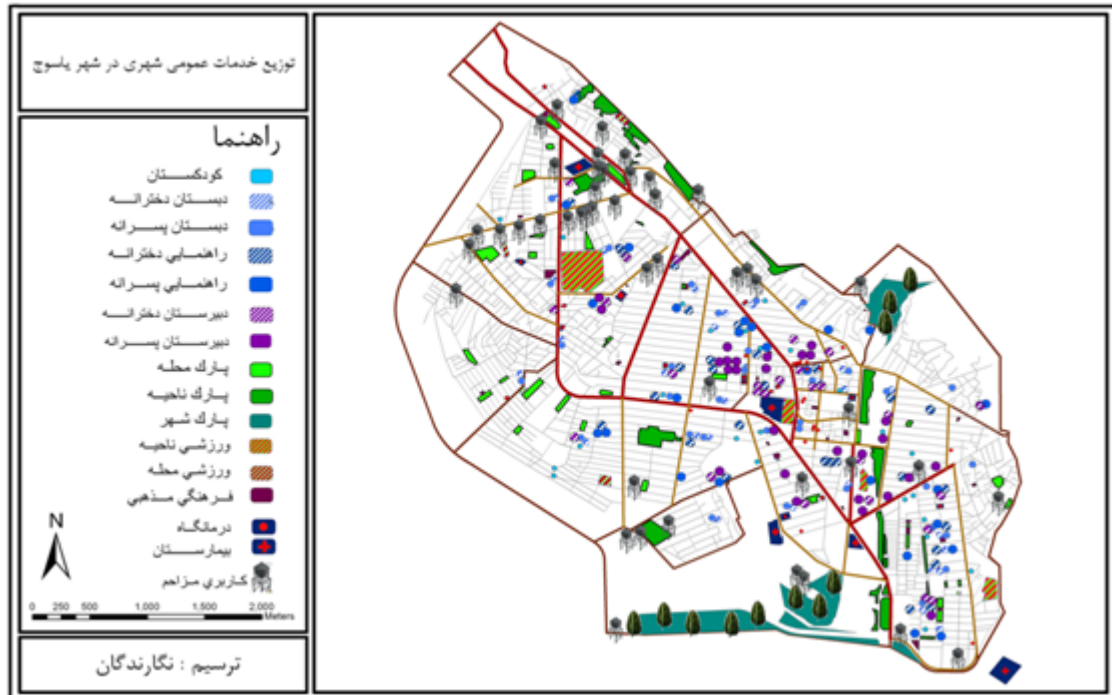 توزیع خدمات عمومی شهری در شهر یاسوج
راهنما
کودکستان
دبستان دخترانه
دبستان پسرانه
راهنمایی دخترانه
راهنمایی پسرانه
دبیرستان دخترانه
دبیرستان پسرانه
پارک محله
پارک ناحیه
پارک شهر
ورزشی ناحیه
ورزشی محله
فرهنگی مذهبی
درمانگاه
بیمارستان
کاربری مزاحم
N
0 250 500 1,000 1,500 2,000
Meters
ترسیم : نگارندگان